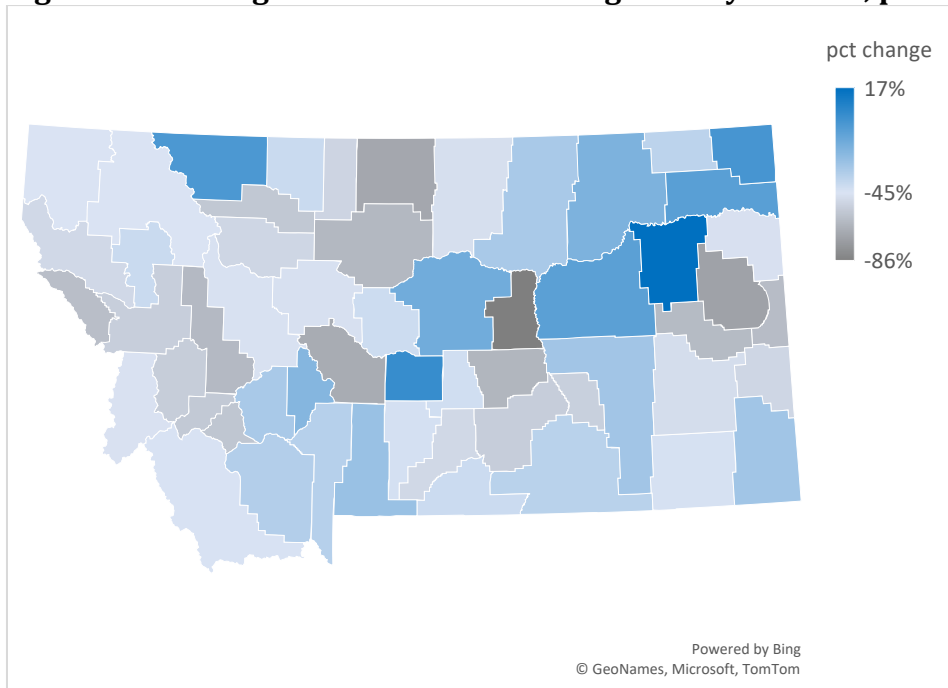 pct change
17%
-45%
-86%
Powered by Bing
© GeoNames, Microsoft, TomTom